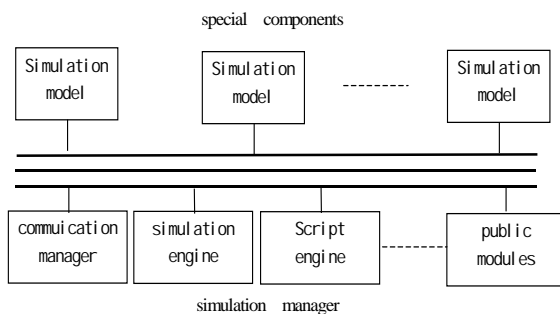 special components
Simulation
model
Simulation
model
Simulation
model
commuication
manager
simulation
engine
Script
engine
public
modules
simulation manager